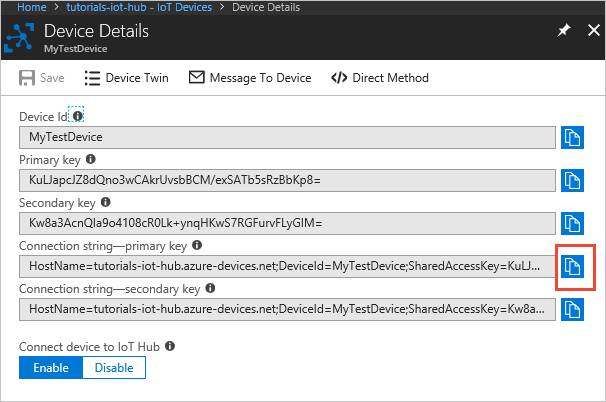 Home > tutorials-iot-hub - IoT Devices > Device Details
Device Details
MyTestDevice
Save Device Twin Message To Device </> Direct Method
Device Id
MyTestDevice
Primary key
KuLJapcJZ8dQno3wCAkrUvsbBCM/exSATb5sRzBbKp8=
Secondary key
Kw8a3AcnQla9o4108cR0Lk+ynqHKwS7RGFurvFLyGIM=
Connection string—primary key
HostName=tutorials-iot-hub.azure-devices.net;DeviceId=MyTestDevice;SharedAccessKey=KuLJ...
Connection string—secondary key
HostName=tutorials-iot-hub.azure-devices.net;DeviceId=MyTestDevice;SharedAccessKey=Kw8a...
Connect device to IoT Hub
Enable Disable